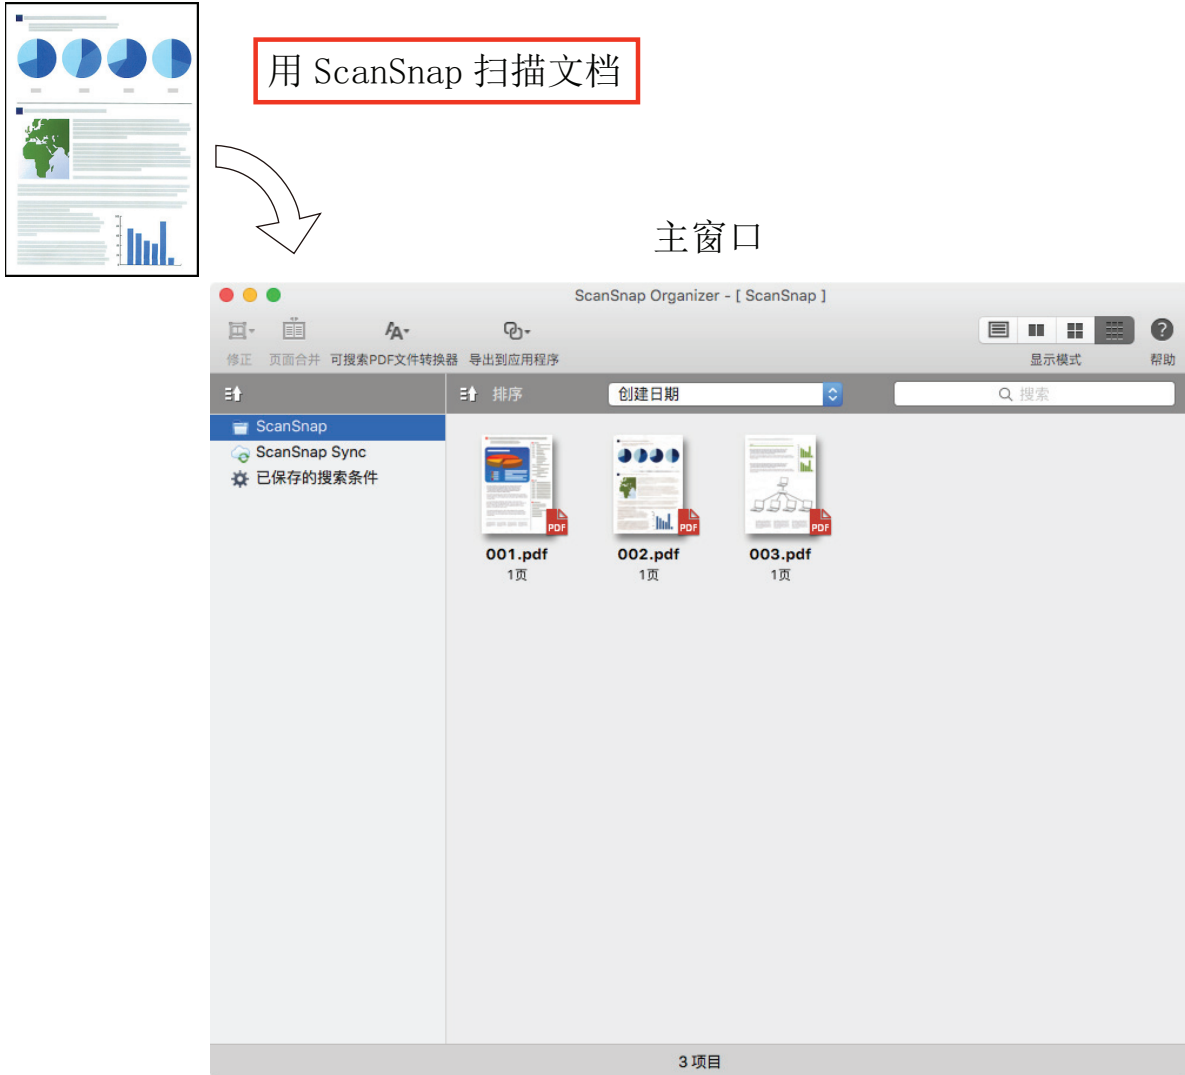 用 ScanSnap 扫描文档
主窗口
ScanSnap Organizer - [ ScanSnap ]
修正 页面合并 可搜索PDF文件转换器 导出到应用程序 显示模式 帮助
排序 创建日期 搜索
ScanSnap
ScanSnap Sync
已保存的搜索条件
PDF PDF PDF
001.pdf 002.pdf 003.pdf
1页 1页 1页
3 项目